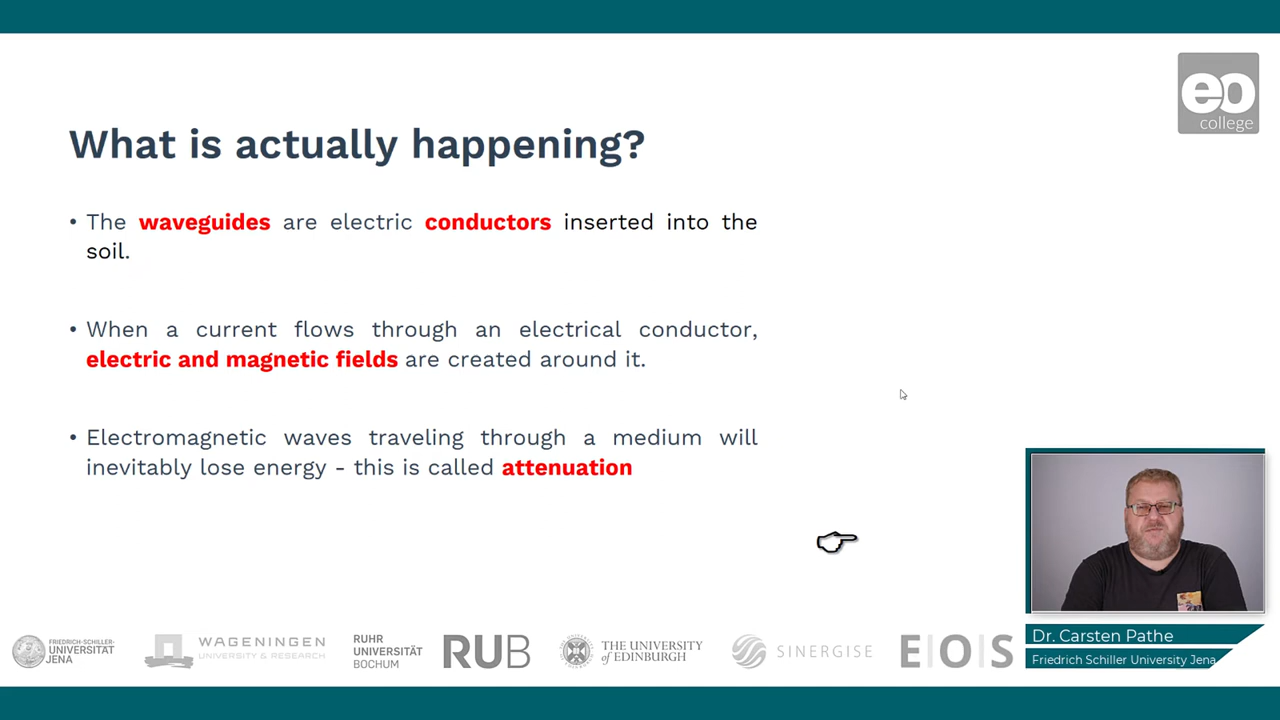 eo
college
What is actually happening?
• The waveguides are electric conductors inserted into the
soil.
• When a current flows through an electrical conductor,
electric and magnetic fields are created around it.
• Electromagnetic waves traveling through a medium will
inevitably lose energy - this is called attenuation
Dr. Carsten Pathe
Friedrich Schiller University Jena
FRIEDRICH-SCHILLER-
UNIVERSITÄT
JENA
WAGENINGEN
UNIVERSITY & RESEARCH
RUHR
UNIVERSITÄT
BOCHUM
RUB
THE UNIVERSITY
of EDINBURGH
SINERGISE
E|O|S